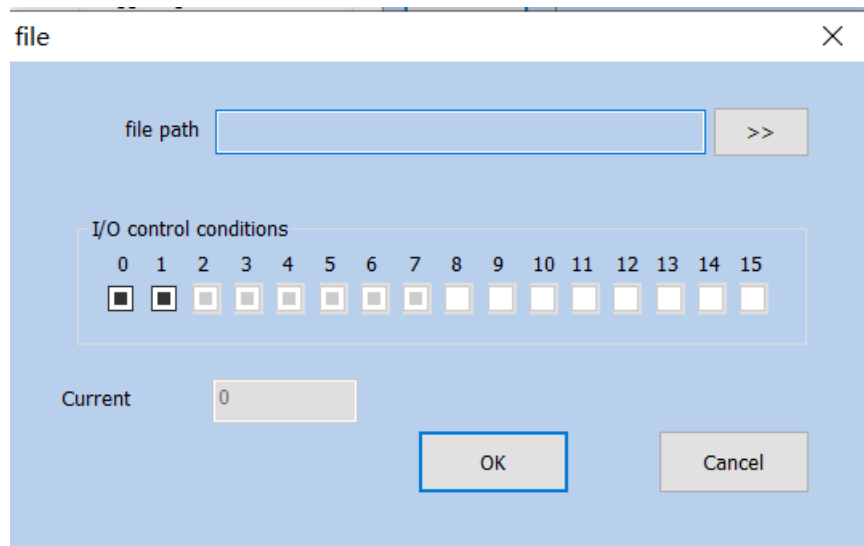 file
file path >>
I/O control conditions
0 1 2 3 4 5 6 7 8 9 10 11 12 13 14 15
Current 0
OK Cancel